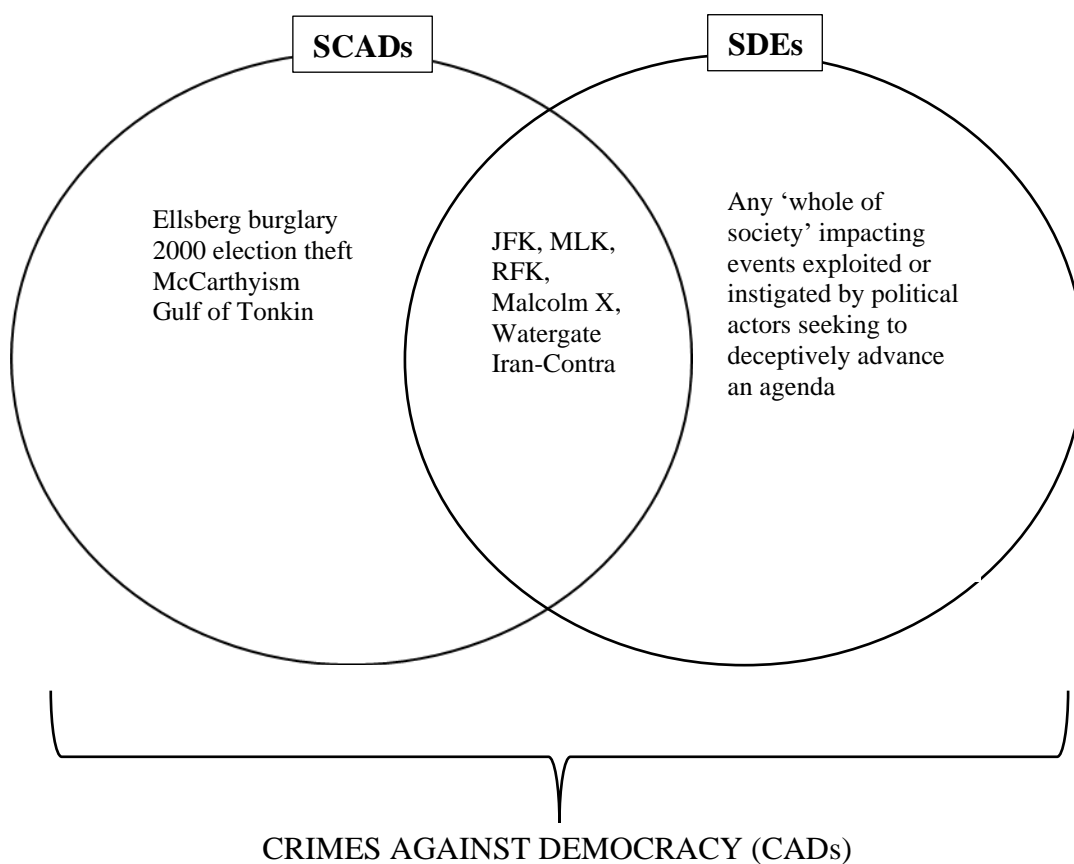 SCADs
SDEs
Ellsberg burglary
2000 election theft
McCarthyism
Gulf of Tonkin
JFK, MLK,
RFK,
Malcolm X,
Watergate
Iran-Contra
Any ‘whole of
society’ impacting
events exploited or
instigated by political
actors seeking to
deceptively advance
an agenda
CRIMES AGAINST DEMOCRACY (CADs)